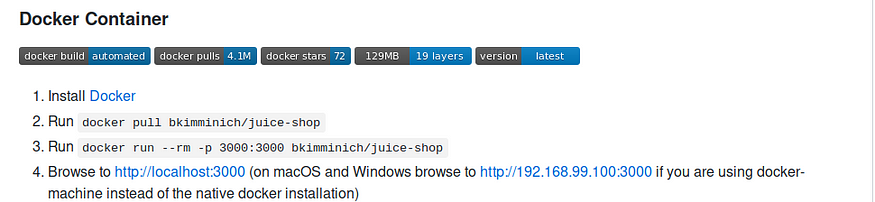 Docker Container
docker build automated docker pulls 4.1M docker stars 72 129MB 19 layers version latest
1. Install Docker
2. Run docker pull bkimminich/juice-shop
3. Run docker run --rm -p 3000:3000 bkimminich/juice-shop
4. Browse to http://localhost:3000 (on macOS and Windows browse to http://192.168.99.100:3000 if you are using docker-
machine instead of the native docker installation)